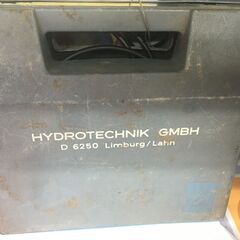 HYDROTECHNIK GMBH
D 6250 Limburg/Lahn